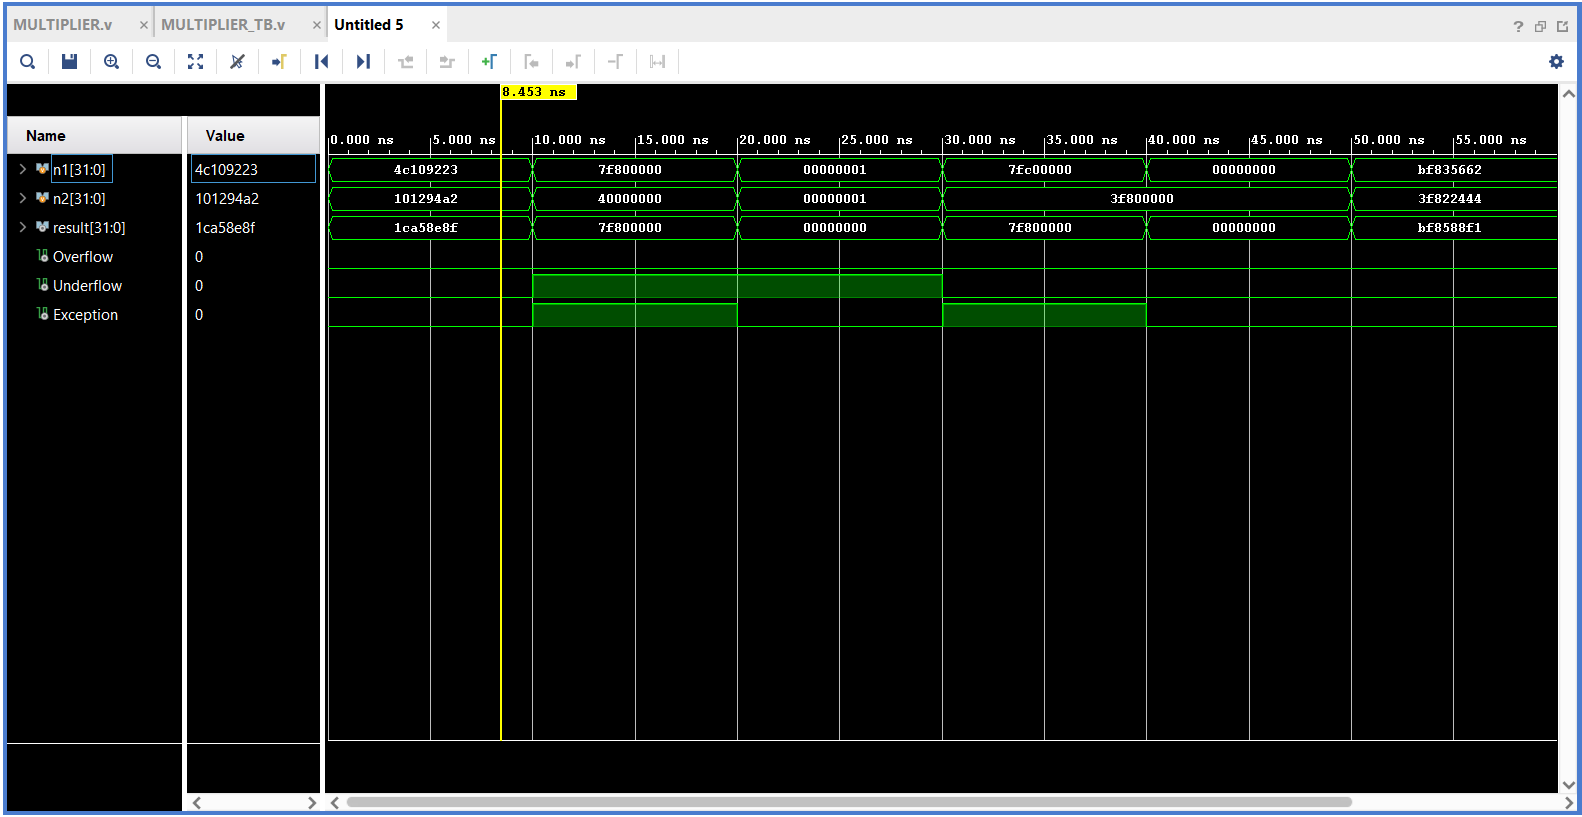 MULTIPLIER.v × MULTIPLIER_TB.v × Untitled 5 ×
?
8.453 ns
Name Value
0.000 ns 5.000 ns 10.000 ns 15.000 ns 20.000 ns 25.000 ns 30.000 ns 35.000 ns 40.000 ns 45.000 ns 50.000 ns 55.000 ns
n1[31:0] 4c109223 4c109223 7f800000 00000001 7fc00000 00000000 bf835662
n2[31:0] 101294a2 101294a2 40000000 00000001 3f800000 3f822444
result[31:0] 1ca58e8f 1ca58e8f 7f800000 00000000 7f800000 00000000 bf8588f1
Overflow 0
Underflow 0
Exception 0